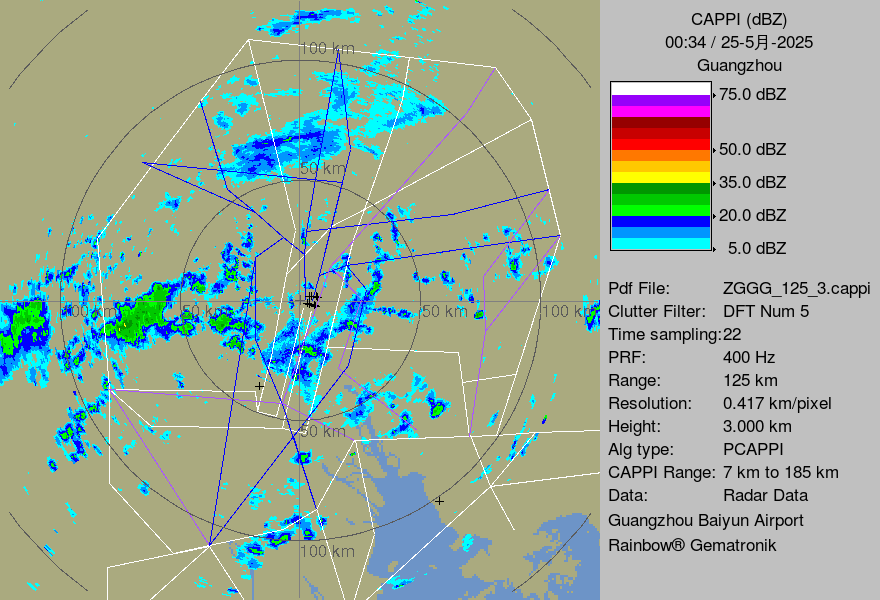 100 km
50 km
100 km
50 km
50 km
100 km
50 km
100 km
CAPPI (dBZ)
00:34 / 25-5月-2025
Guangzhou
75.0 dBZ
50.0 dBZ
35.0 dBZ
20.0 dBZ
5.0 dBZ
Pdf File: ZGGG_125_3.cappi
Clutter Filter: DFT Num 5
Time sampling:22
PRF: 400 Hz
Range: 125 km
Resolution: 0.417 km/pixel
Height: 3.000 km
Alg type: PCAPPI
CAPPI Range: 7 km to 185 km
Data: Radar Data
Guangzhou Baiyun Airport
Rainbow® Gematronik